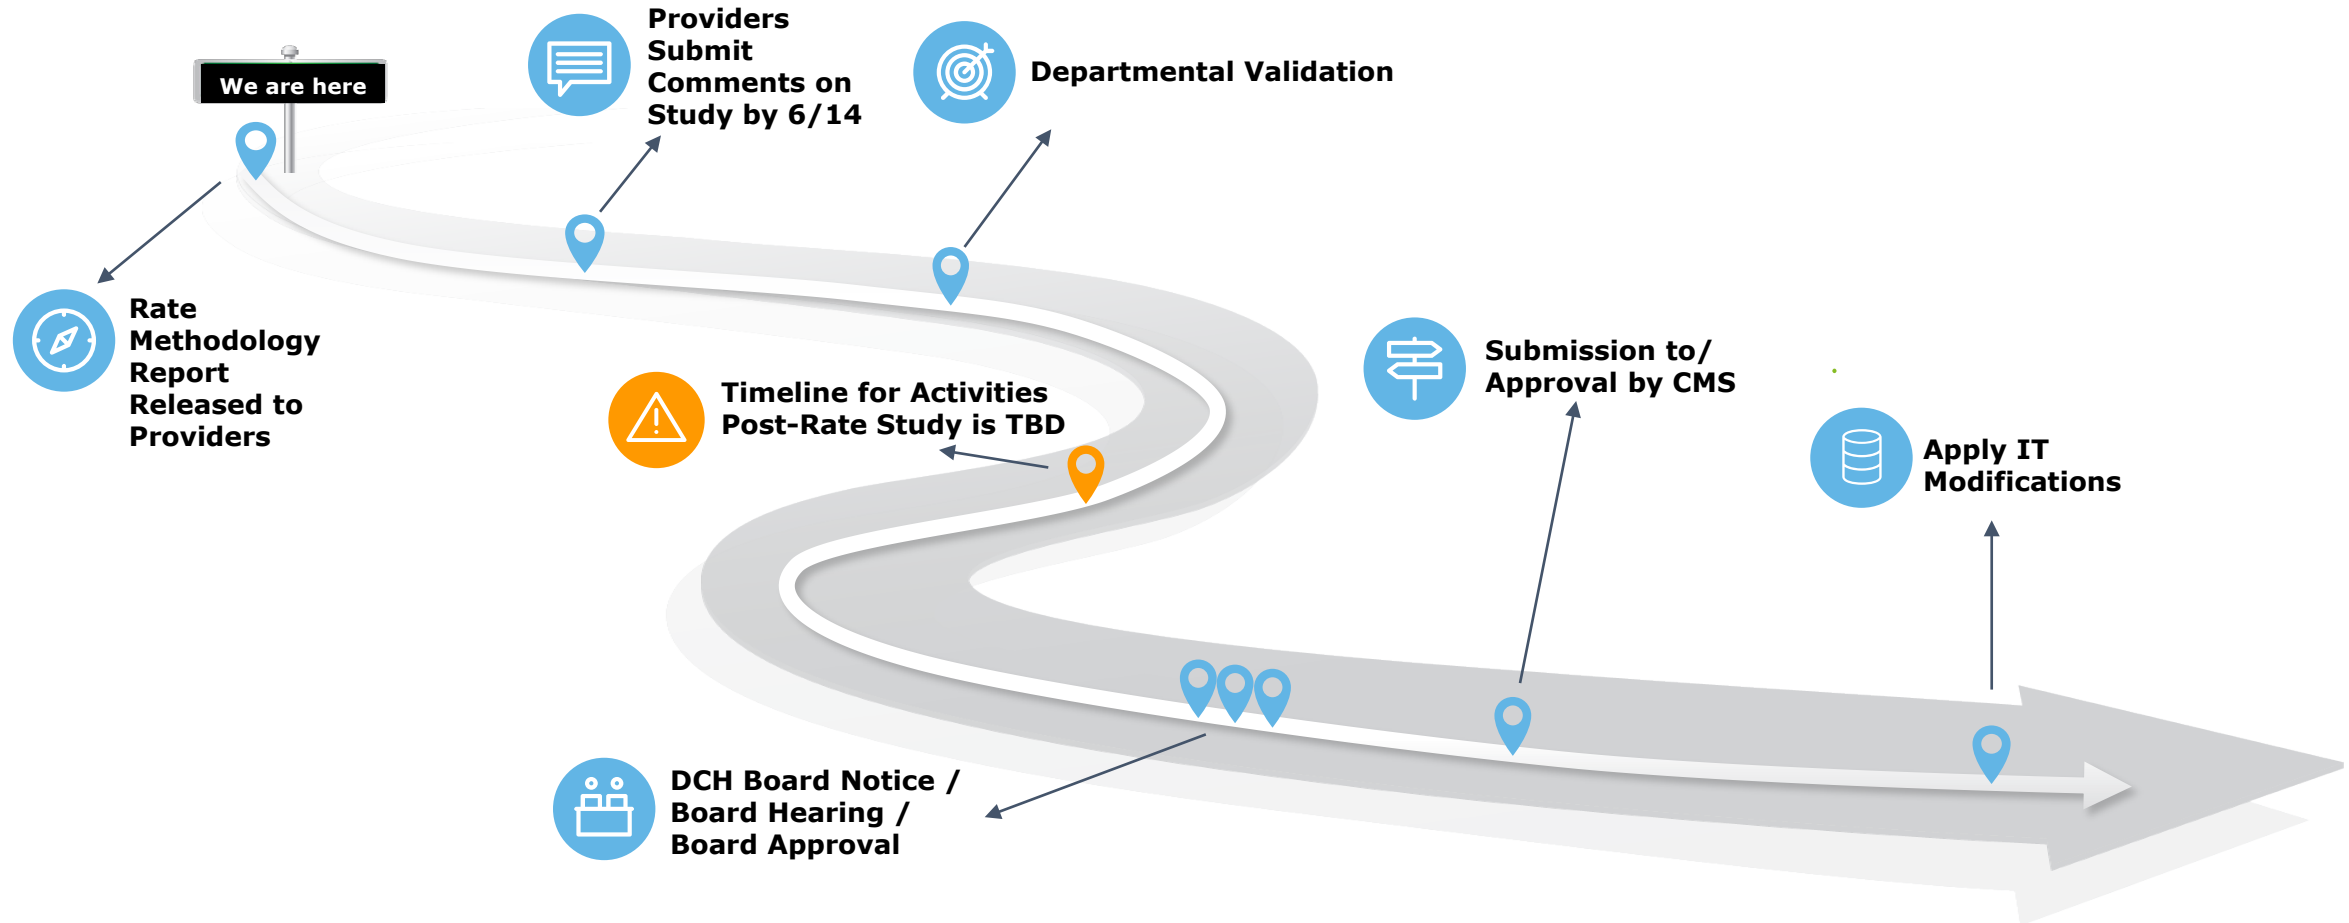 We are here
Providers
Submit
Comments on
Study by 6/14
Departmental Validation
Rate
Methodology
Report
Released to
Providers
Timeline for Activities
Post-Rate Study is TBD
Submission to/
Approval by CMS
Apply IT
Modifications
DCH Board Notice /
Board Hearing /
Board Approval